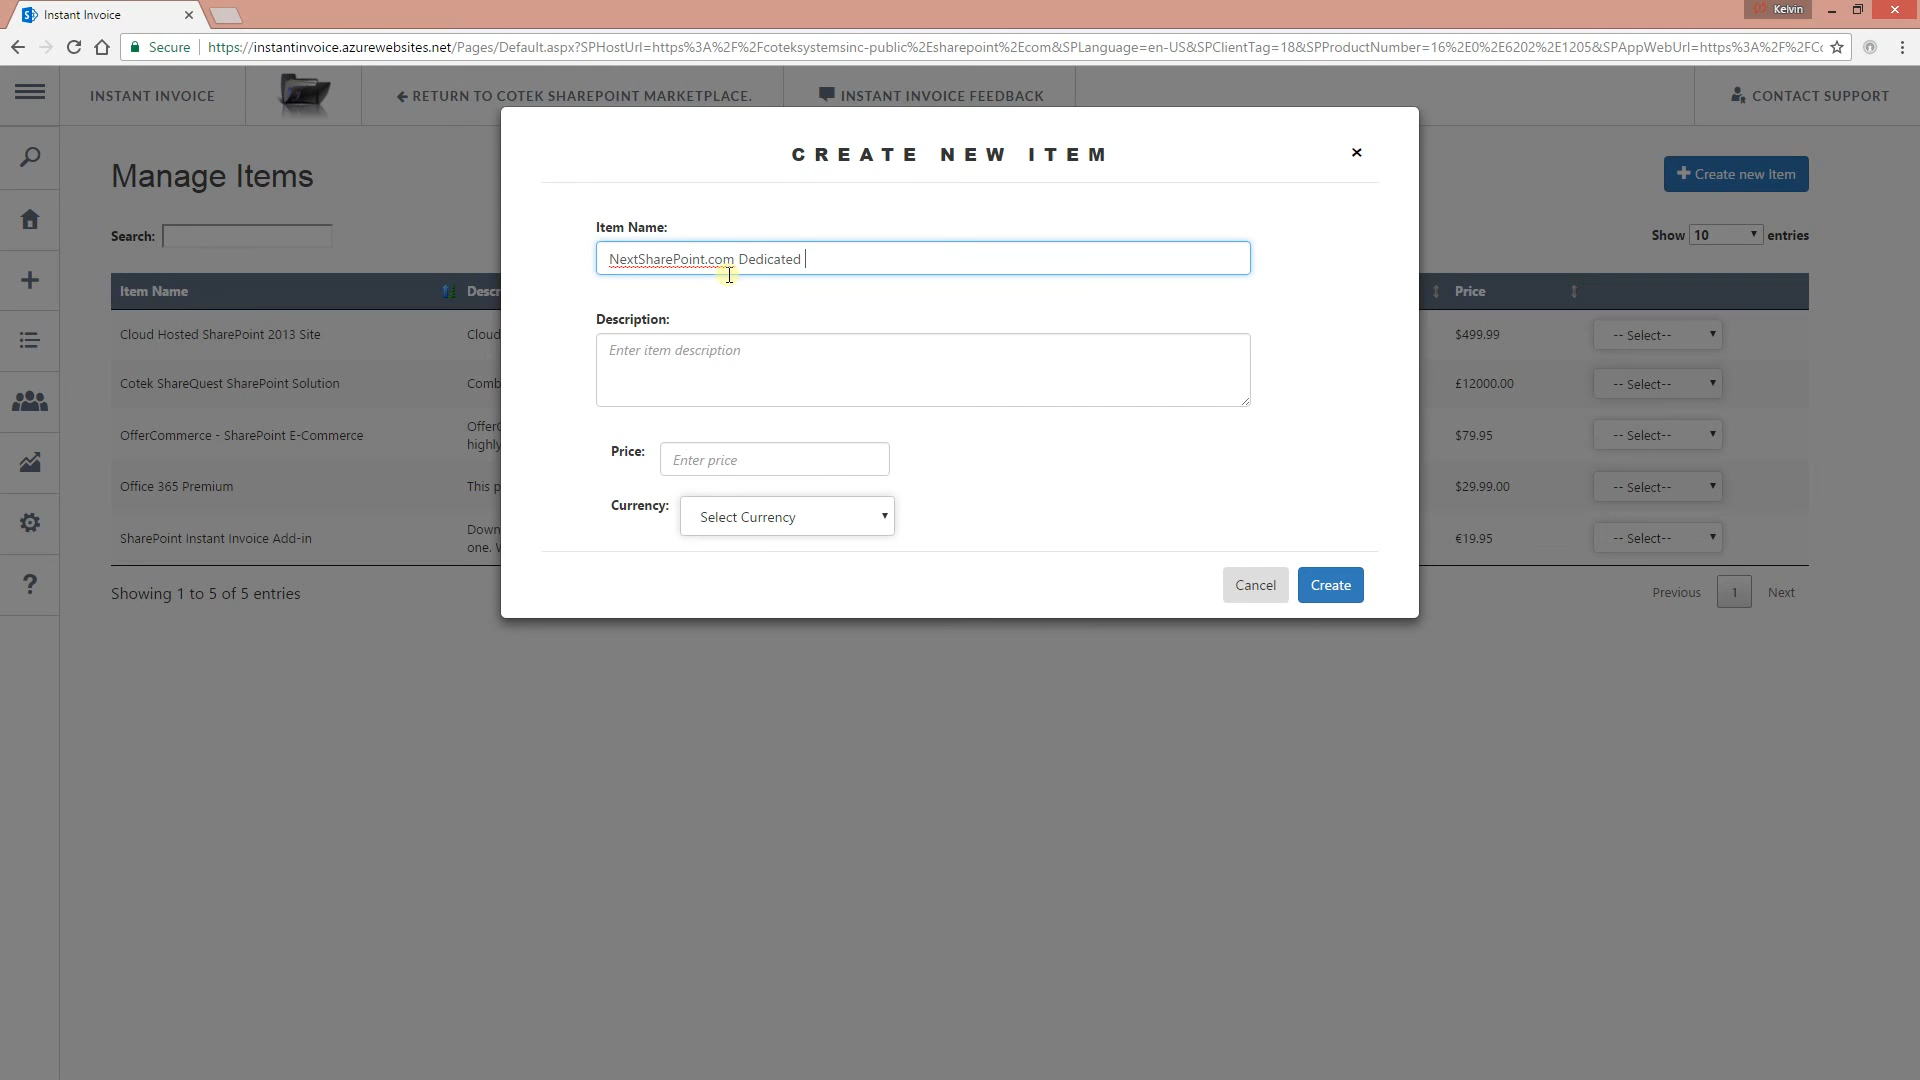 Instant Invoice
Kelvin
Secure
https://instantinvoice.azurewebsites.net/Pages/Default.aspx?SPHostUrl=https%3A%2F%2Fcoteksystemsinc-public%2Esharepoint%2Ecom&SPLanguage=en-US&SPClientTag=18&SPProductNumber=16%2E0%2E6202%2E1205&SPAppWebUrl=https%3A%2F%2FCc
INSTANT INVOICE
RETURN TO COTEK SHAREPOINT MARKETPLACE.
INSTANT INVOICE FEEDBACK
CONTACT SUPPORT
CREATE NEW ITEM
×
Manage Items
Create new Item
Item Name:
Search:
Show 10 entries
NextSharePoint.com Dedicated
Item Name
Descr
Price
Description:
Cloud Hosted SharePoint 2013 Site
Cloud
Enter item description
$499.99
-- Select--
Cotek ShareQuest SharePoint Solution
Comb
£12000.00
-- Select--
OfferCommerce - SharePoint E-Commerce
OfferC
highly
$79.95
-- Select--
Price:
Enter price
Office 365 Premium
This p
$29.99.00
-- Select--
Currency:
Select Currency
SharePoint Instant Invoice Add-in
Down
one. W
€19.95
-- Select--
Cancel
Create
Showing 1 to 5 of 5 entries
Previous
1
Next